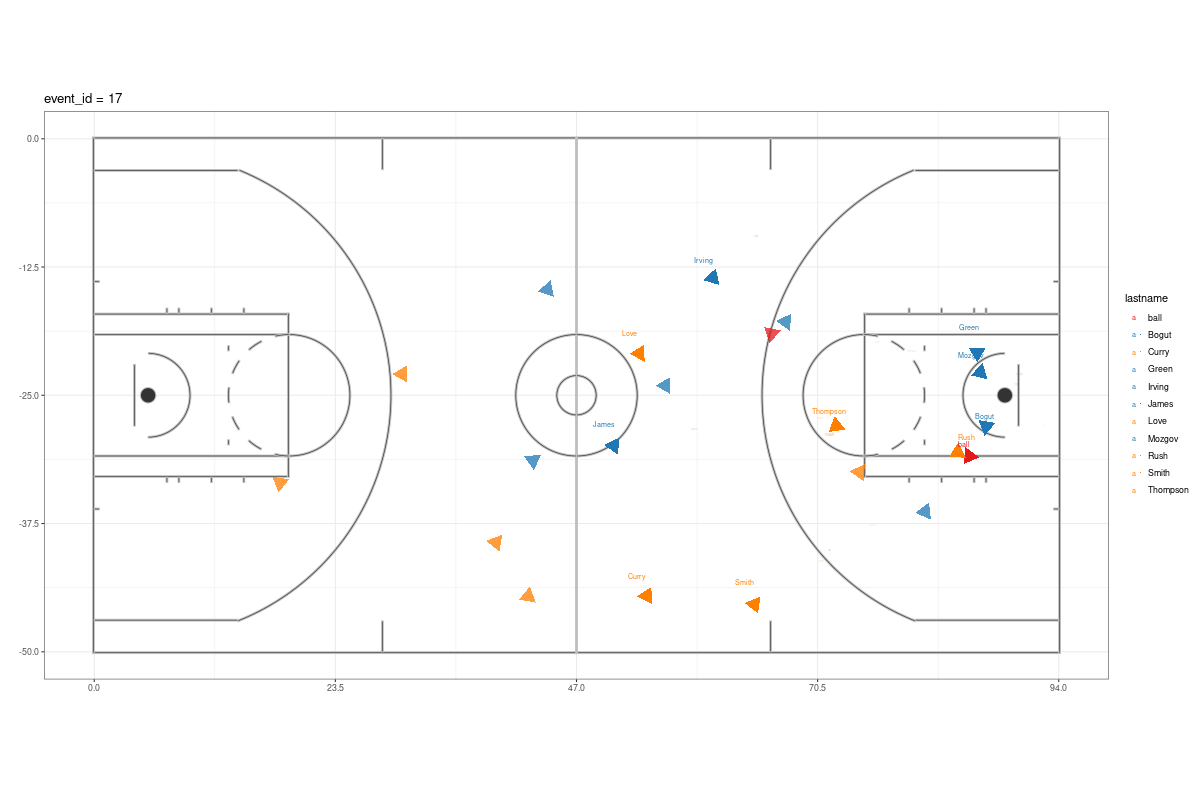 event_id = 17
0.0
-12.5
-25.0
-37.5
-50.0
0.0
23.5
47.0
70.5
94.0
Irving
Love
Green
Mozgov
Thompson
Bogut
James
Rush
ball
Curry
Smith
lastname
a ball
a Bogut
a Curry
a Green
a Irving
a James
a Love
a Mozgov
a Rush
a Smith
a Thompson